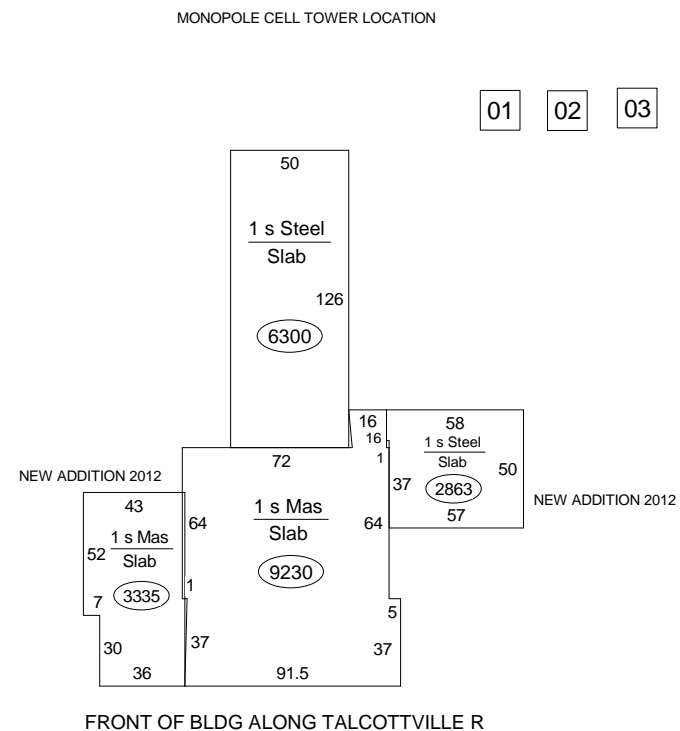 MONOPOLE CELL TOWER LOCATION
01 02 03
50
1 s Steel
Slab
126
6300
16
58
16
1 s Steel
1
Slab
72
37
2863
50
57
NEW ADDITION 2012
NEW ADDITION 2012
43
1 s Mas
Slab
64
64
9230
52
1 s Mas
Slab
3335
7
1
5
30
37
37
36
91.5
FRONT OF BLDG ALONG TALCOTTVILLE R